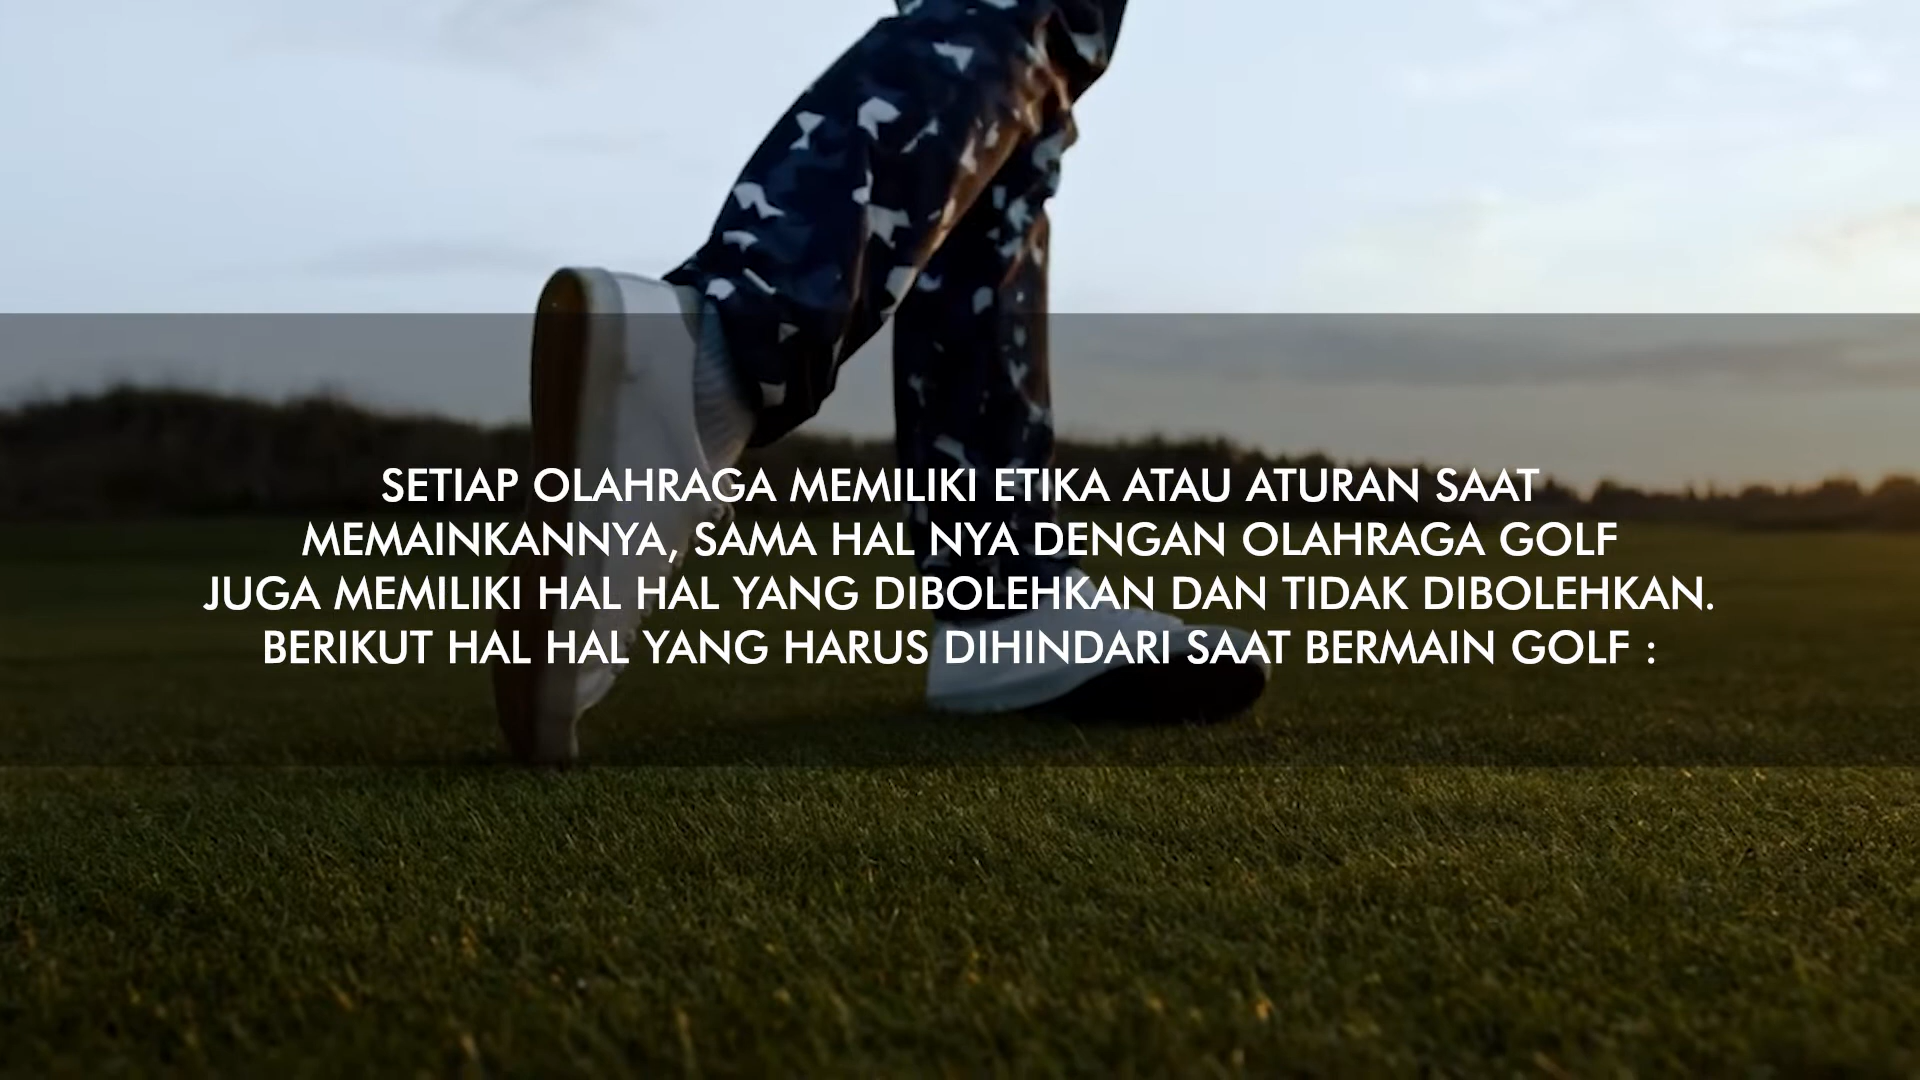 SETIAP OLAHRAGA MEMILIKI ETIKA ATAU ATURAN SAAT
MEMAINKANNYA, SAMA HAL NYA DENGAN OLAHRAGA GOLF
JUGA MEMILIKI HAL HAL YANG DIBOLEHKAN DAN TIDAK DIBOLEHKAN.
BERIKUT HAL HAL YANG HARUS DIHINDARI SAAT BERMAIN GOLF :